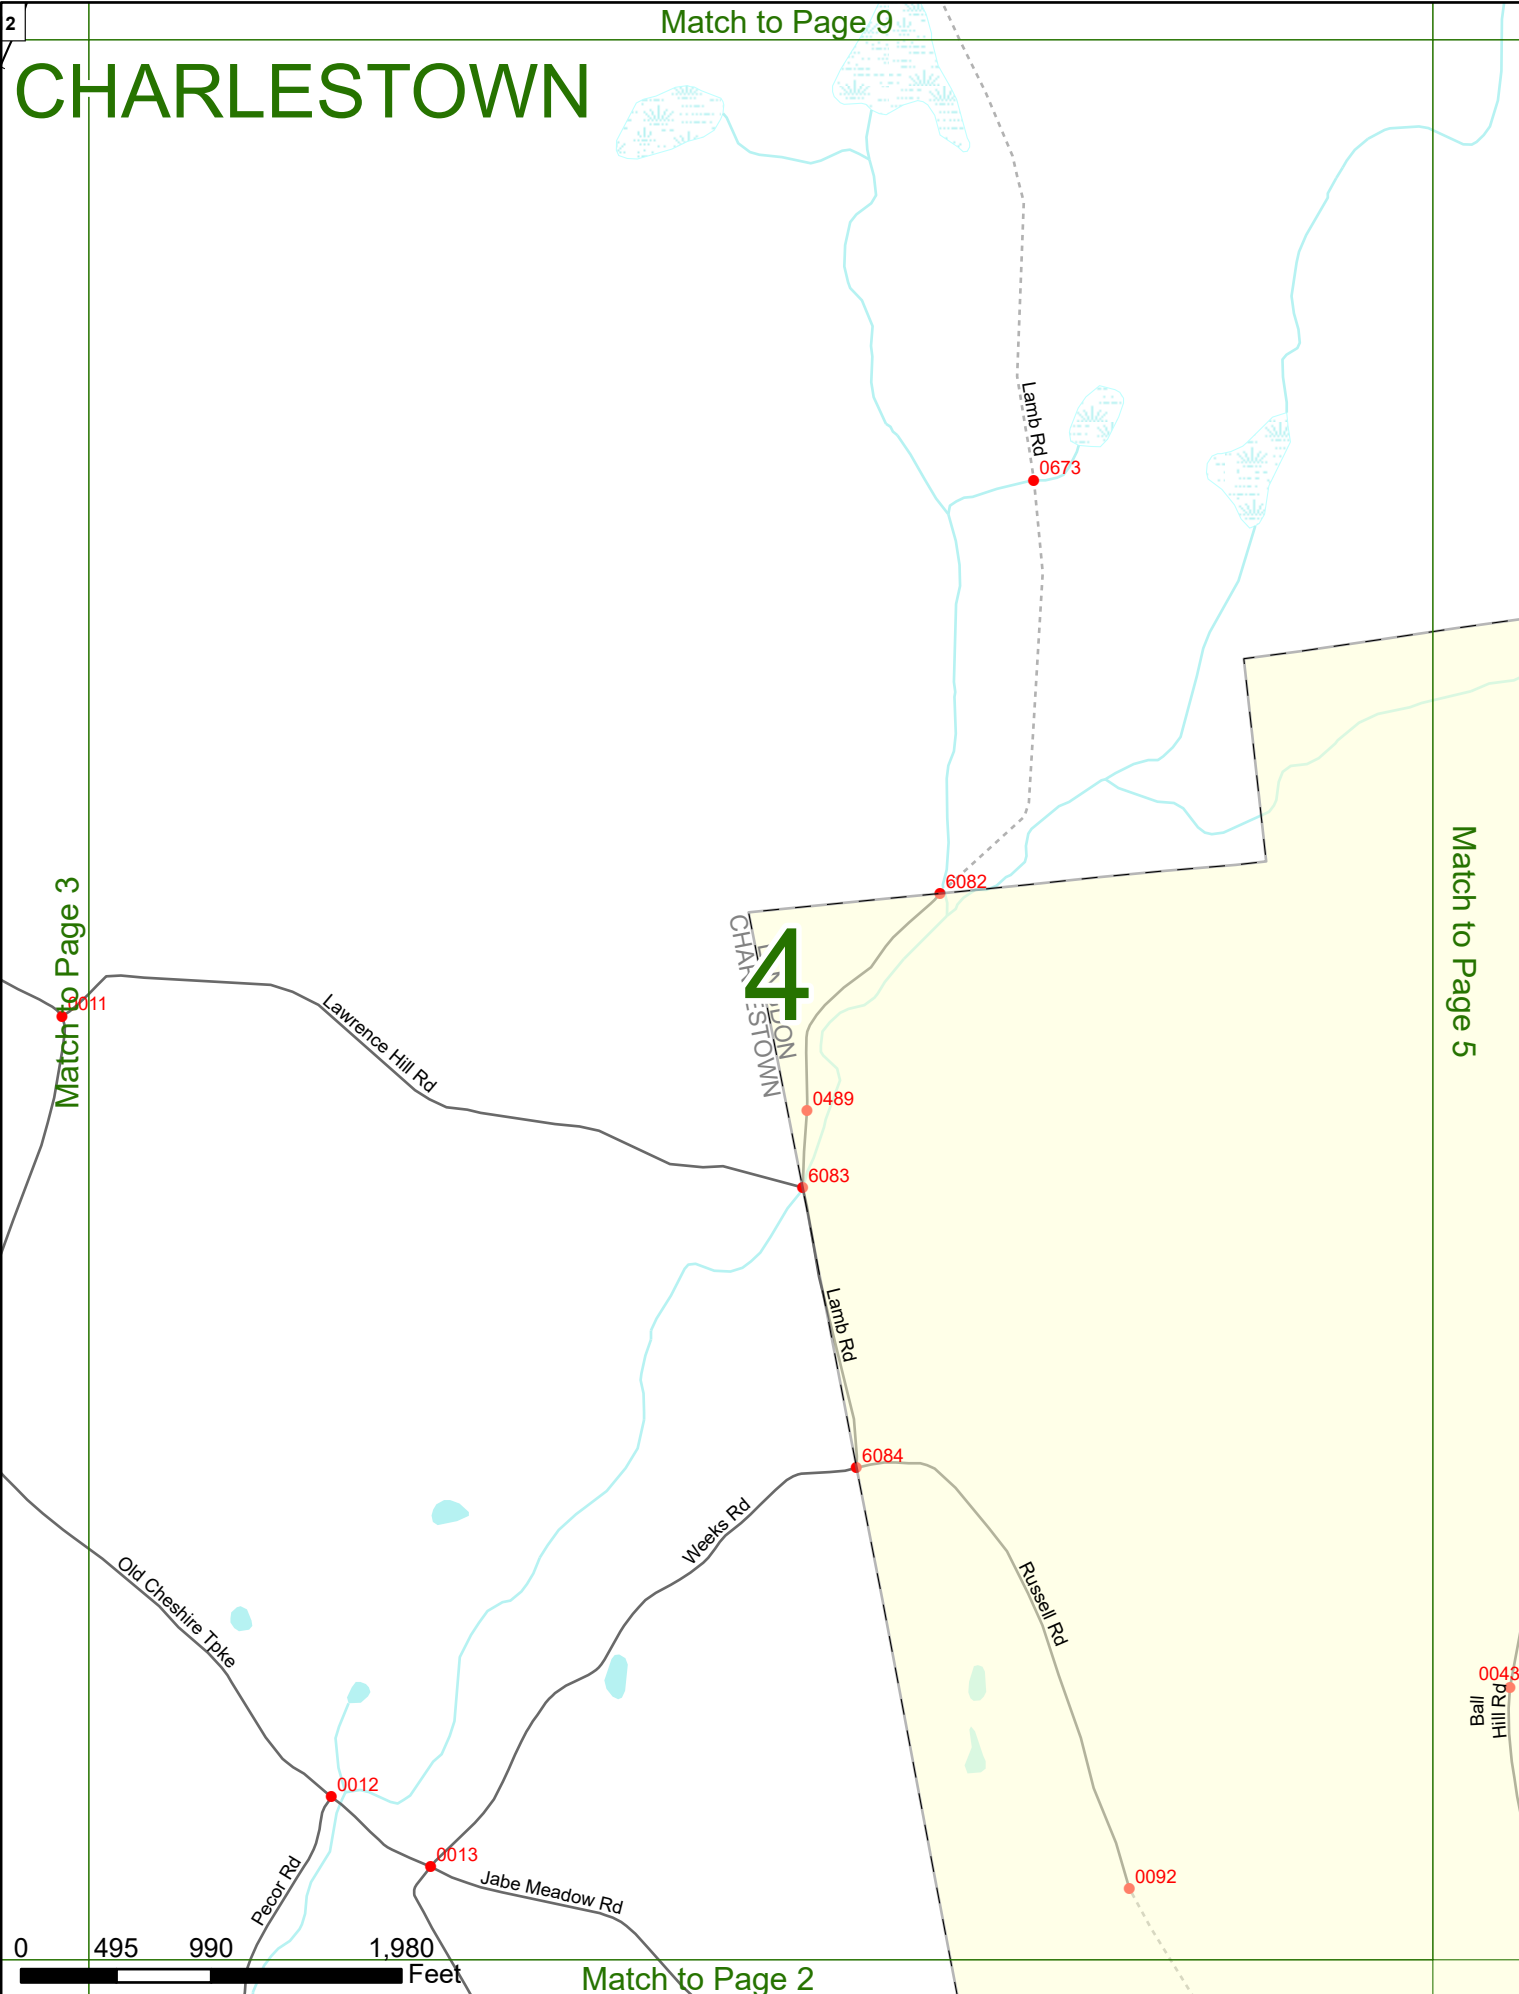 2
Match to Page 9
CHARLESTOWN
Lamb Rd
0673
6082
Match to Page 3
Match to Page 5
4
CHARLESTOWN
0011
Lawrence Hill Rd
0489
6083
Lamb Rd
6084
Weeks Rd
Old Cheshire Tpke
Russell Rd
0043
Ball
Hill Rd
0012
0013
Jabe Meadow Rd
Pecor Rd
0092
0 495 990 1,980
Feet
Match to Page 2